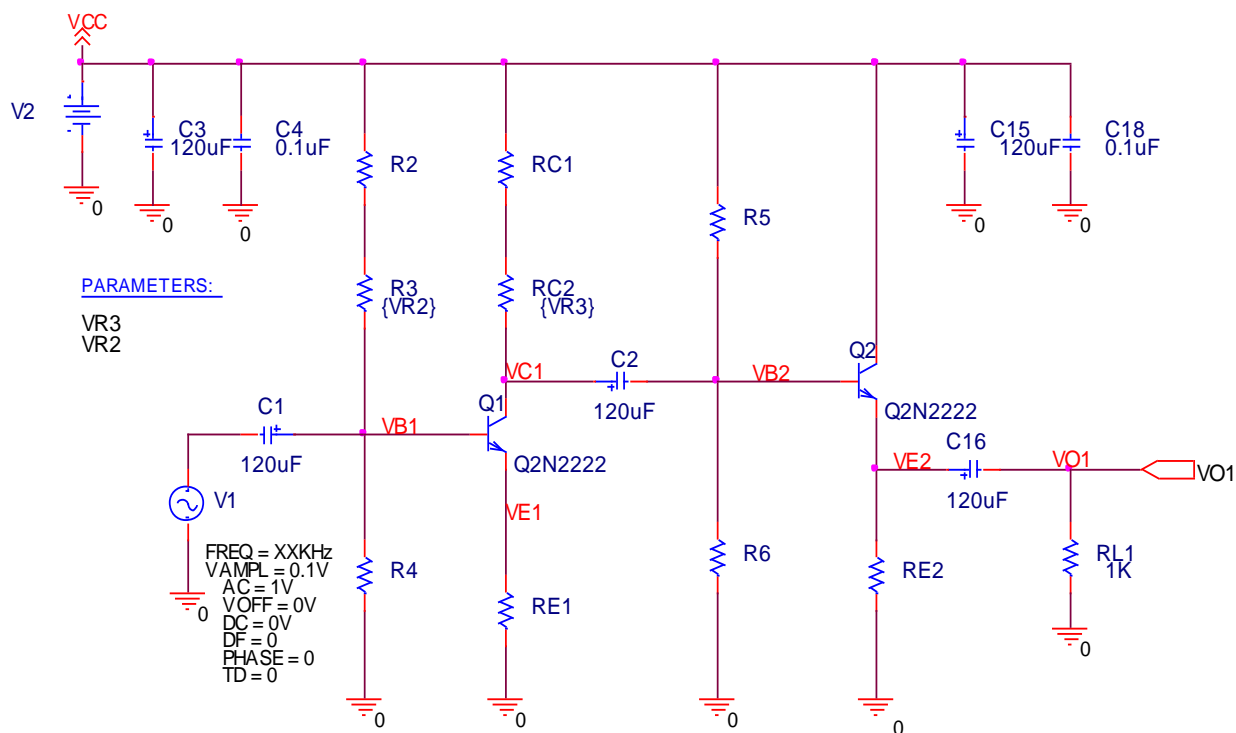 VCC
V2
C3
120uF
C4
0.1uF
R2
RC1
R5
C15
120uF
C18
0.1uF
0
0
0
0
0
PARAMETERS:
VR3
VR2
R3
{VR2}
RC2
{VR3}
VC1
C2
120uF
VB2
Q2
Q2N2222
C1
120uF
VB1
Q1
Q2N2222
VE1
VE2
C16
120uF
VO1
VO1
V1
FREQ = XXKHz
VAMPL = 0.1V
AC = 1V
VOFF = 0V
DC = 0V
DF = 0
PHASE = 0
TD = 0
0
R4
RE1
R6
RE2
RL1
1K
0
0
0
0
0